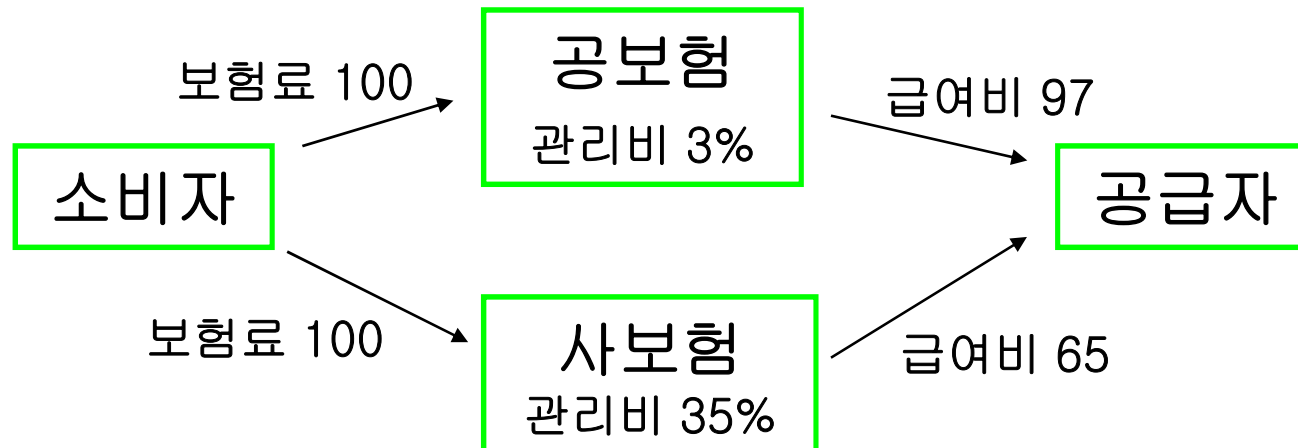 공보험
관리비 3%
보험료 100
급여비 97
소비자
공급자
보험료 100
급여비 65
사보험
관리비 35%